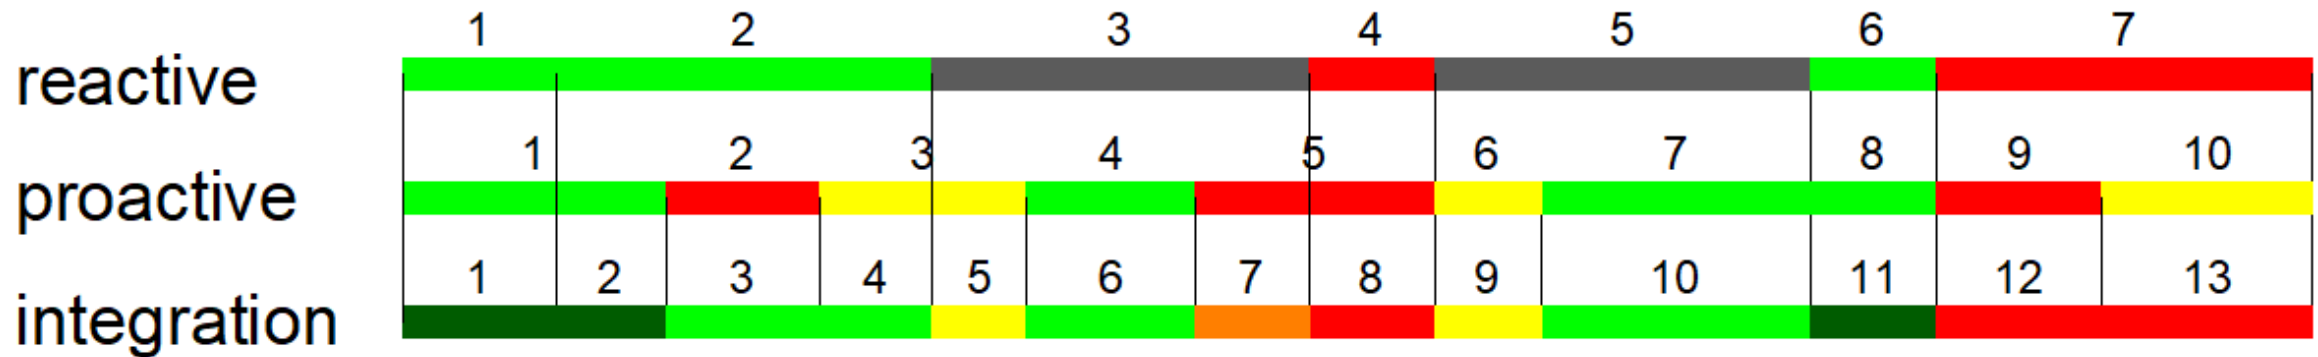 1 2 3 4 5 6 7
reactive
1 2 3 4 5 6 7 8 9 10
proactive
1 2 3 4 5 6 7 8 9 10 11 12 13
integration